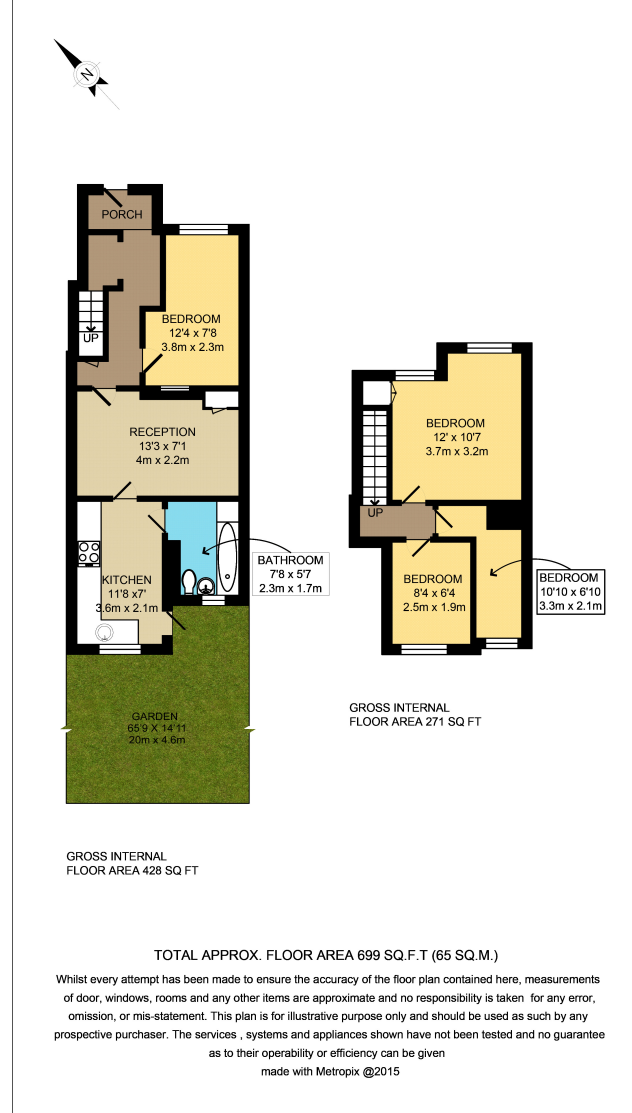 N
PORCH
BEDROOM
12'4 x 7'8
3.8m x 2.3m
UP
RECEPTION
13'3 x 7'1
4m x 2.2m
KITCHEN
11'8 x7'
3.6m x 2.1m
BATHROOM
7'8 x 5'7
2.3m x 1.7m
GARDEN
65'9 X 14'11
20m x 4.6m
GROSS INTERNAL
FLOOR AREA 428 SQ FT
BEDROOM
12' x 10'7
3.7m x 3.2m
UP
BEDROOM
8'4 x 6'4
2.5m x 1.9m
BEDROOM
10'10 x 6'10
3.3m x 2.1m
GROSS INTERNAL
FLOOR AREA 271 SQ FT
TOTAL APPROX. FLOOR AREA 699 SQ.F.T (65 SQ.M.)
Whilst every attempt has been made to ensure the accuracy of the floor plan contained here, measurements
of door, windows, rooms and any other items are approximate and no responsibility is taken for any error,
omission, or mis-statement. This plan is for illustrative purpose only and should be used as such by any
prospective purchaser. The services , systems and appliances shown have not been tested and no guarantee
as to their operability or efficiency can be given
made with Metropix @2015